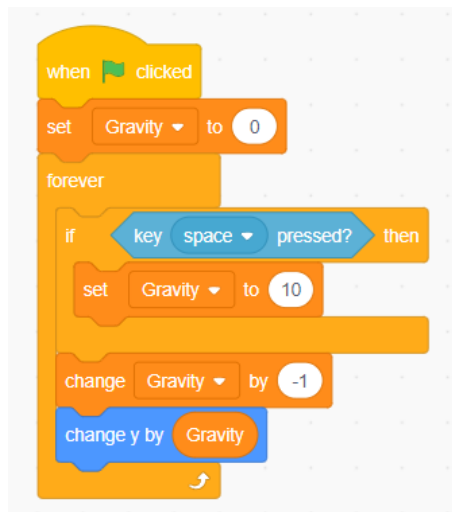 when clicked
set Gravity to 0
forever
if key space pressed? then
set Gravity to 10
change Gravity by -1
change y by Gravity